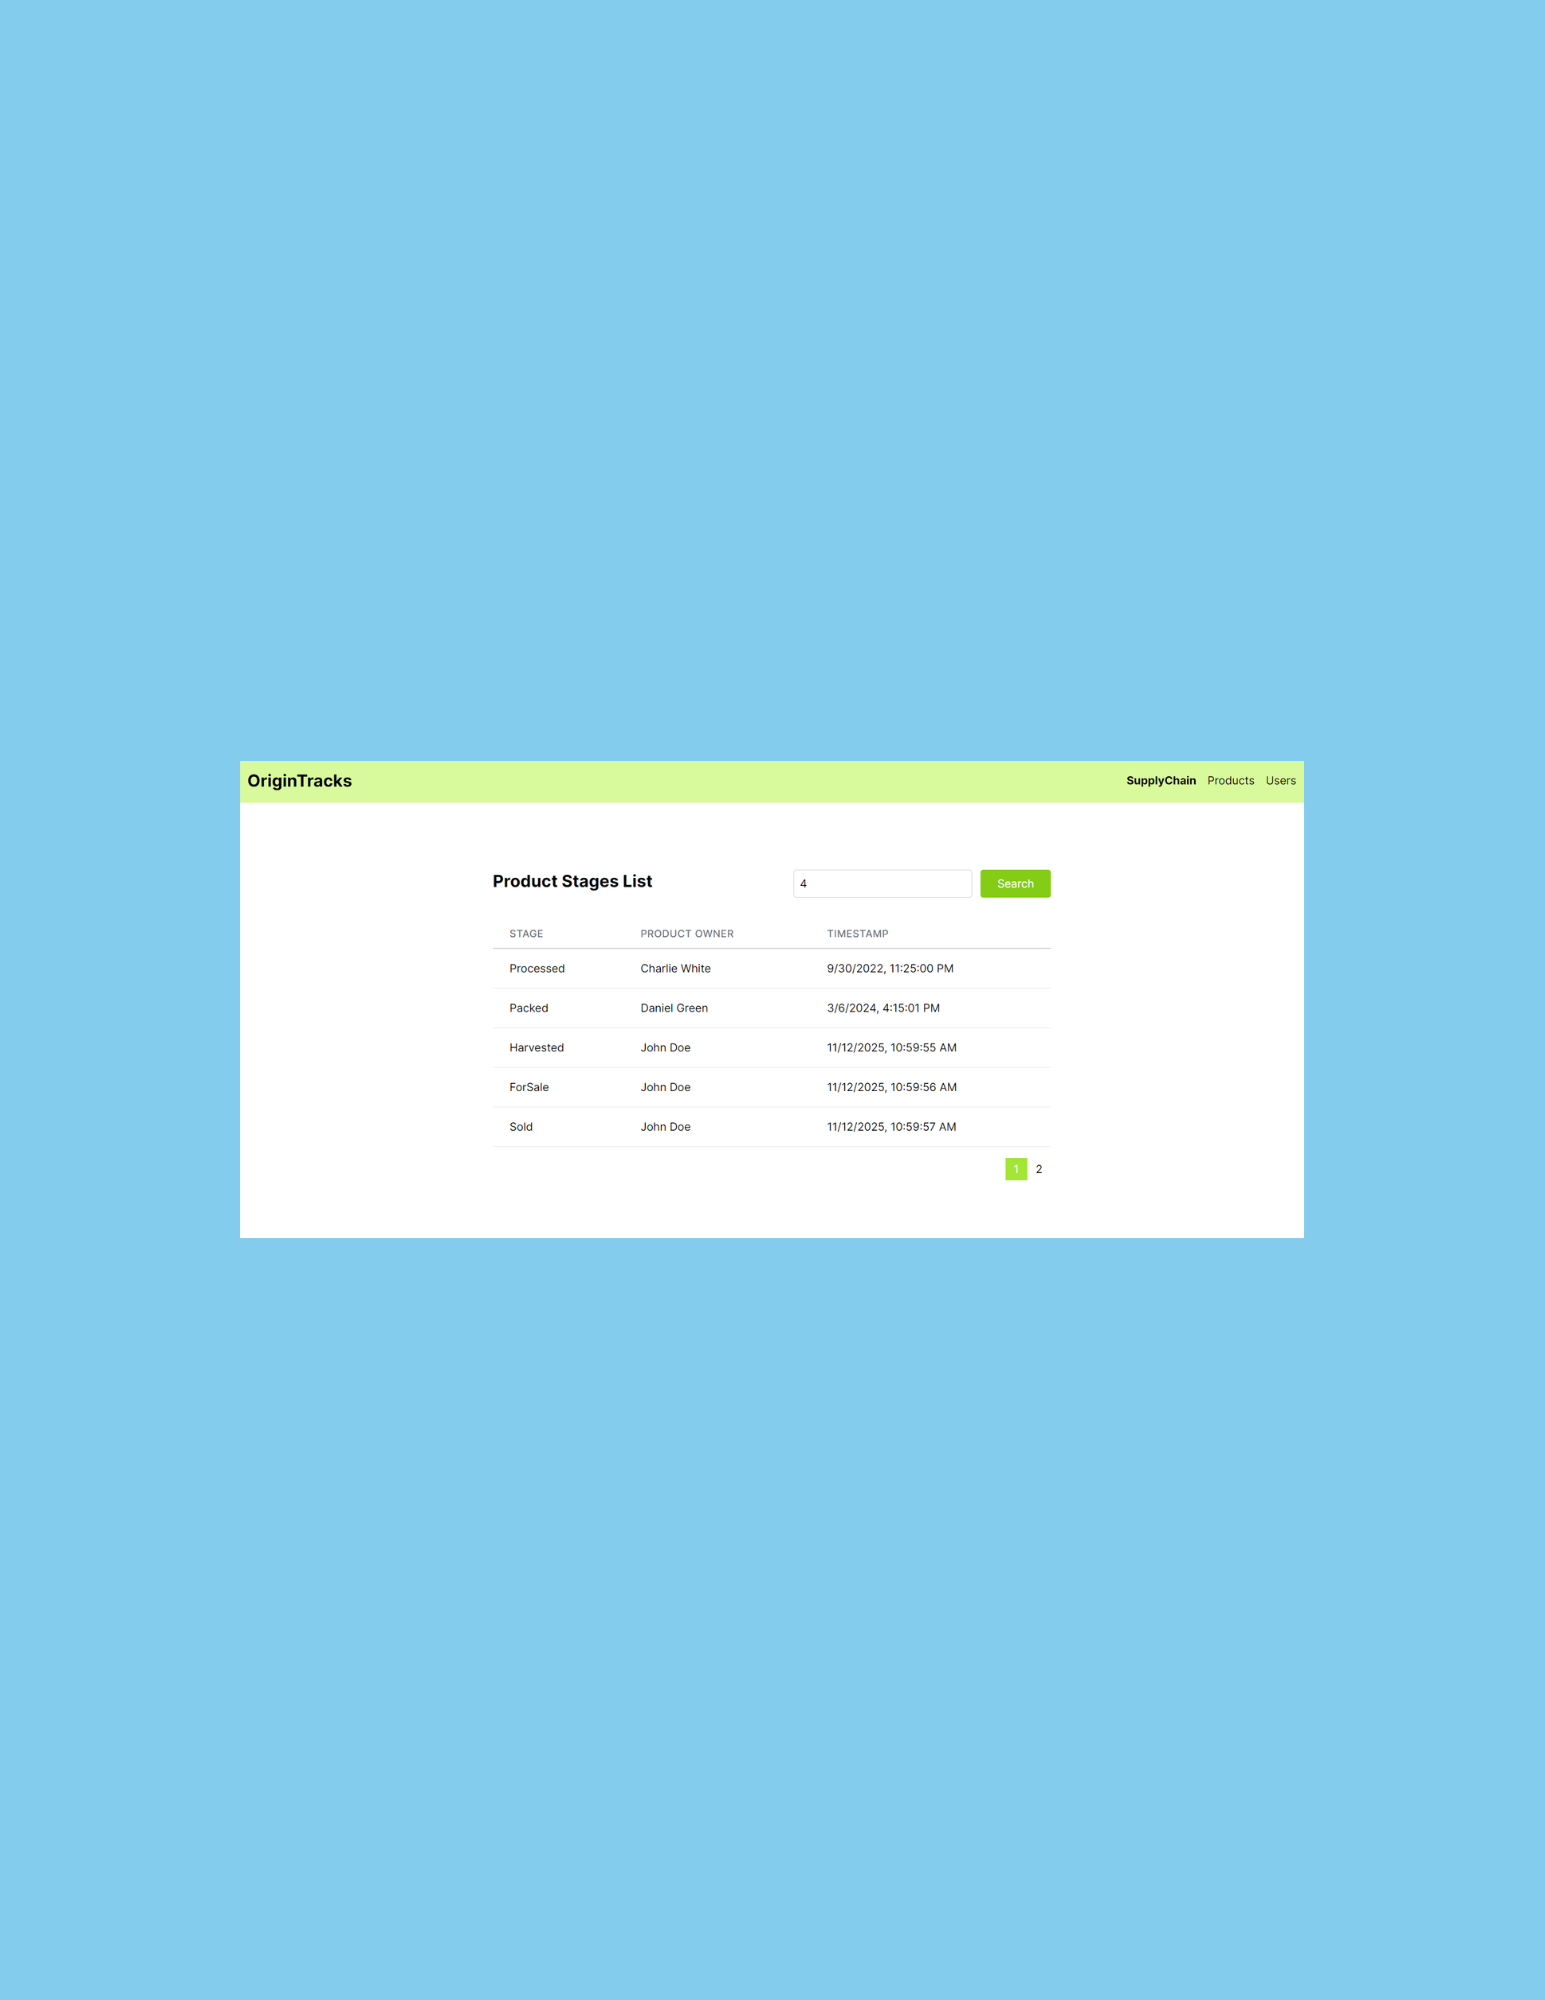 OriginTracks
SupplyChain Products Users
Product Stages List
4
Search
STAGE PRODUCT OWNER TIMESTAMP
Processed Charlie White 9/30/2022, 11:25:00 PM
Packed Daniel Green 3/6/2024, 4:15:01 PM
Harvested John Doe 11/12/2025, 10:59:55 AM
ForSale John Doe 11/12/2025, 10:59:56 AM
Sold John Doe 11/12/2025, 10:59:57 AM
1 2